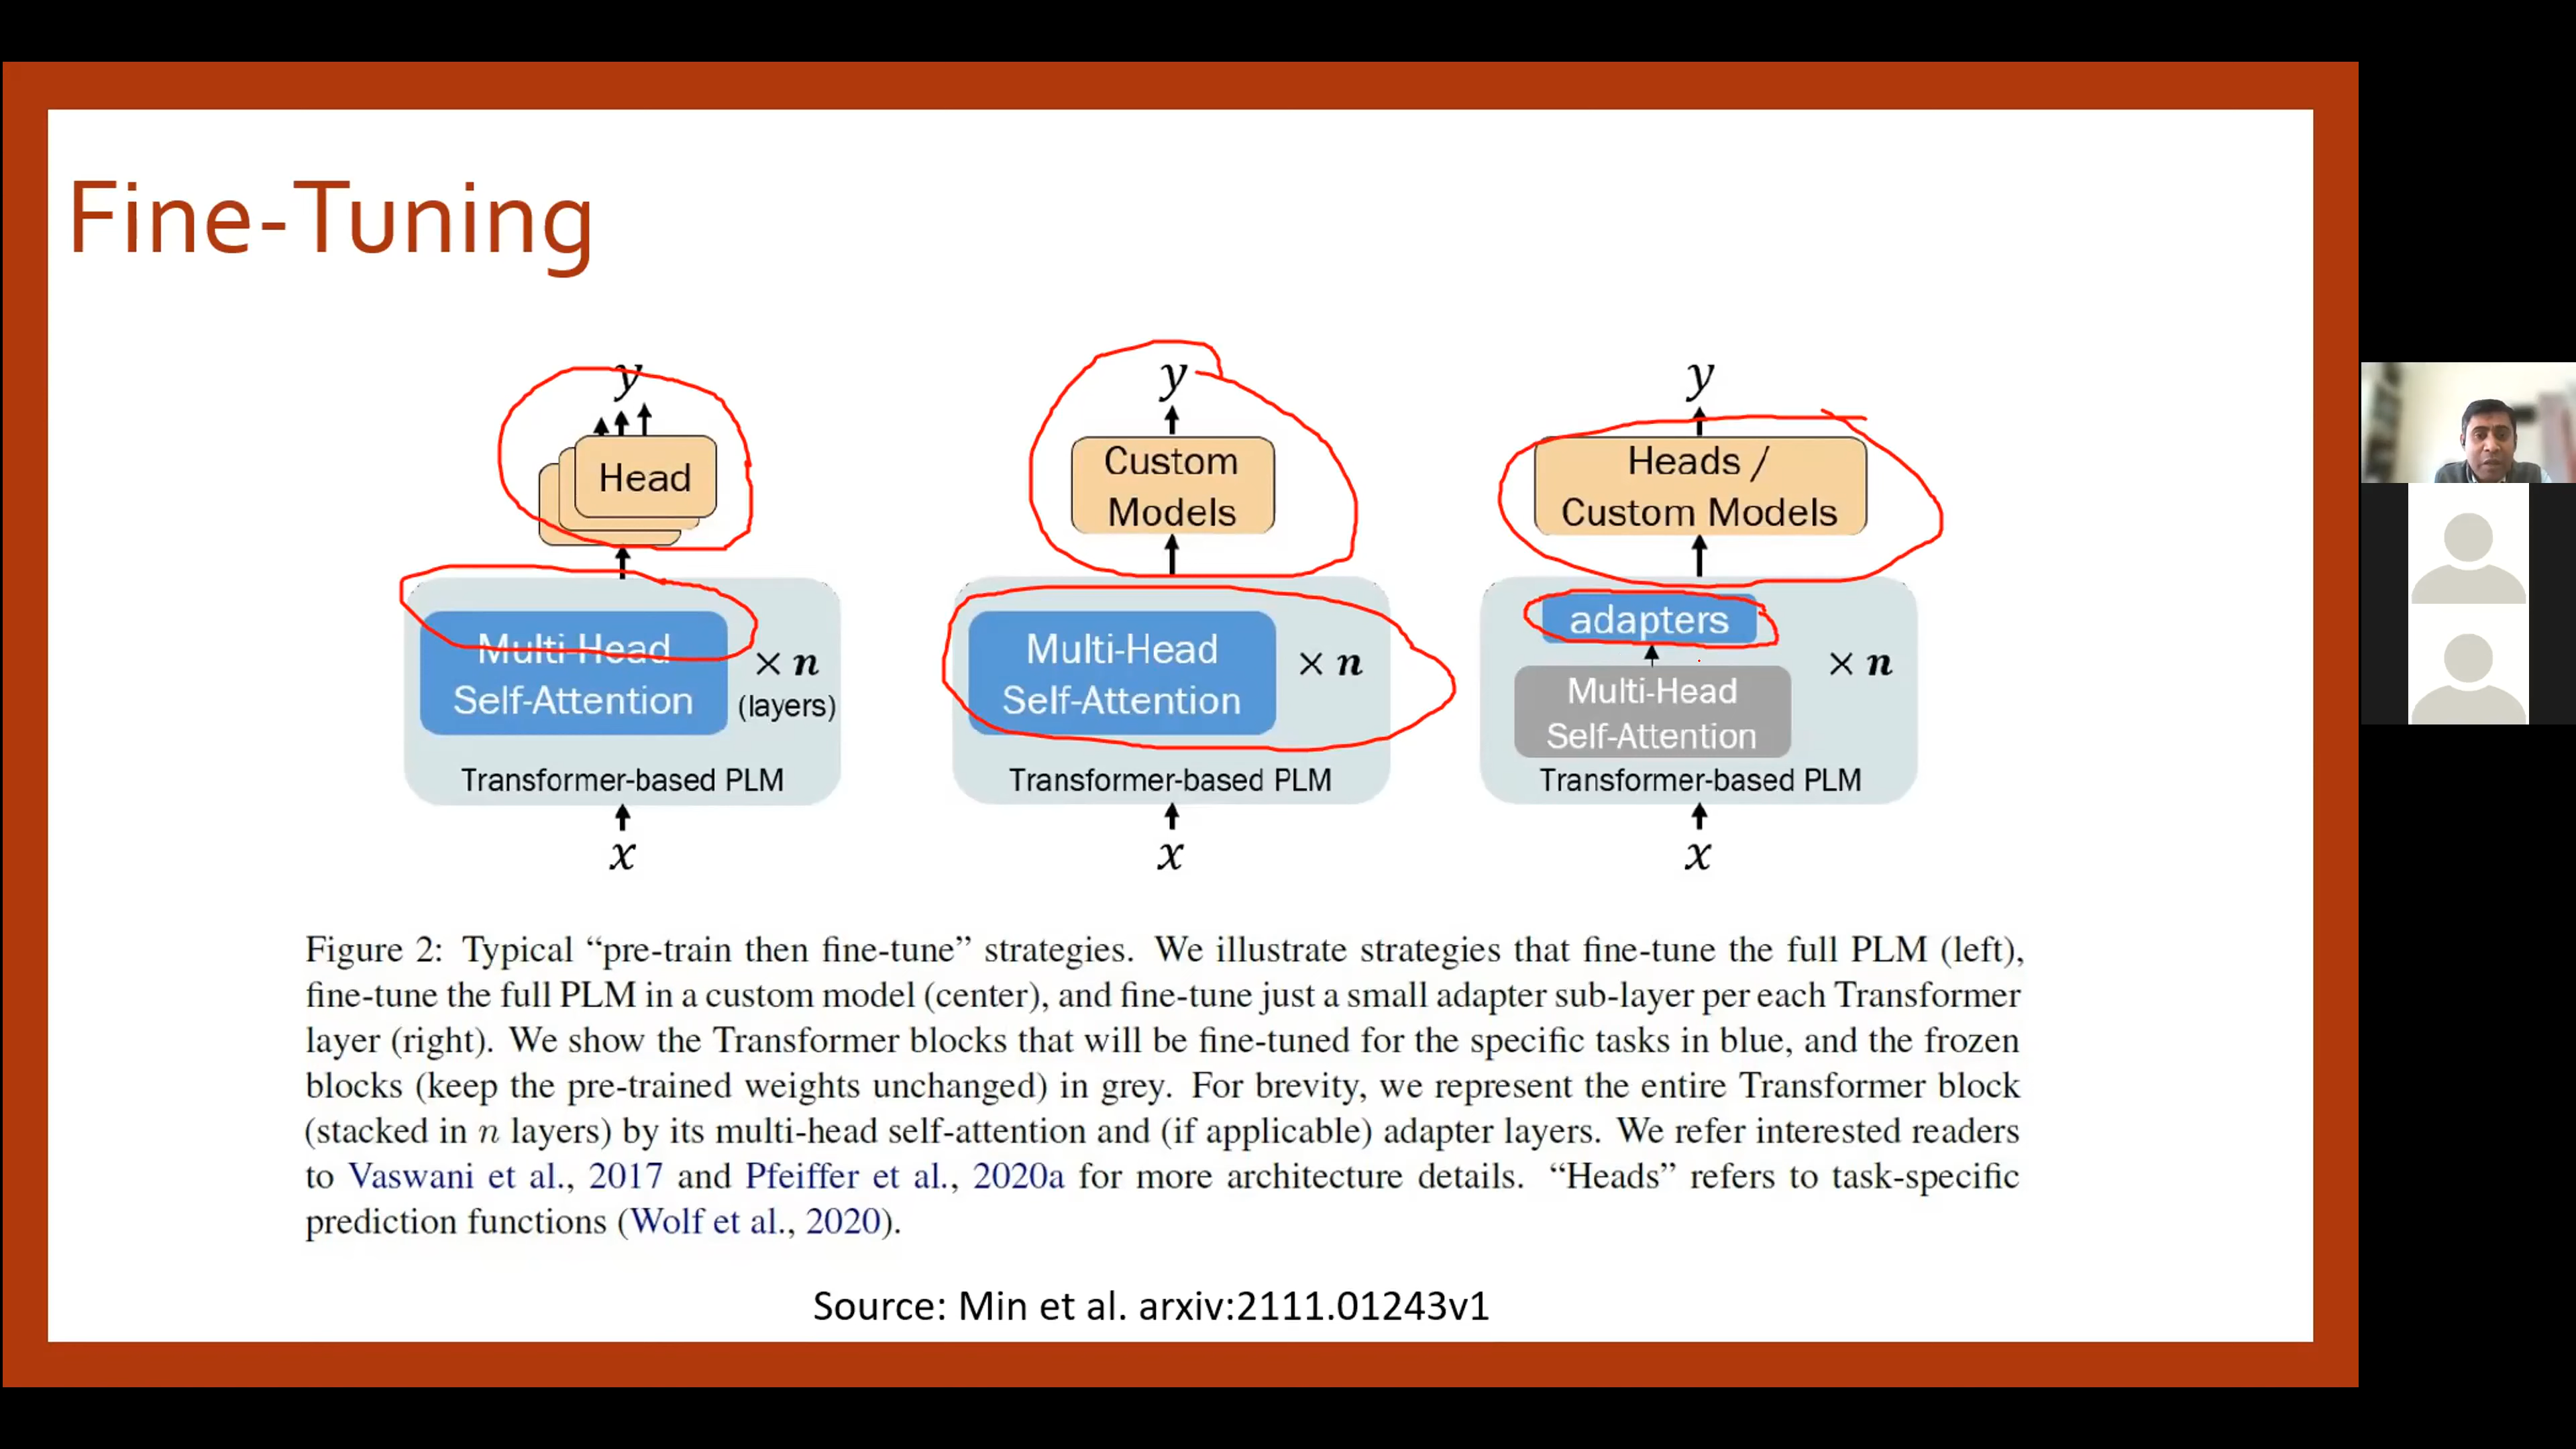 Fine-Tuning
y
Head
Multi-Head
Self-Attention
× n
(layers)
Transformer-based PLM
x
y
Custom
Models
Multi-Head
Self-Attention
× n
Transformer-based PLM
x
y
Heads /
Custom Models
adapters
Multi-Head
Self-Attention
× n
Transformer-based PLM
x
Figure 2: Typical “pre-train then fine-tune” strategies. We illustrate strategies that fine-tune the full PLM (left),
fine-tune the full PLM in a custom model (center), and fine-tune just a small adapter sub-layer per each Transformer
layer (right). We show the Transformer blocks that will be fine-tuned for the specific tasks in blue, and the frozen
blocks (keep the pre-trained weights unchanged) in grey. For brevity, we represent the entire Transformer block
(stacked in n layers) by its multi-head self-attention and (if applicable) adapter layers. We refer interested readers
to Vaswani et al., 2017 and Pfeiffer et al., 2020a for more architecture details. “Heads” refers to task-specific
prediction functions (Wolf et al., 2020).
Source: Min et al. arxiv:2111.01243v1